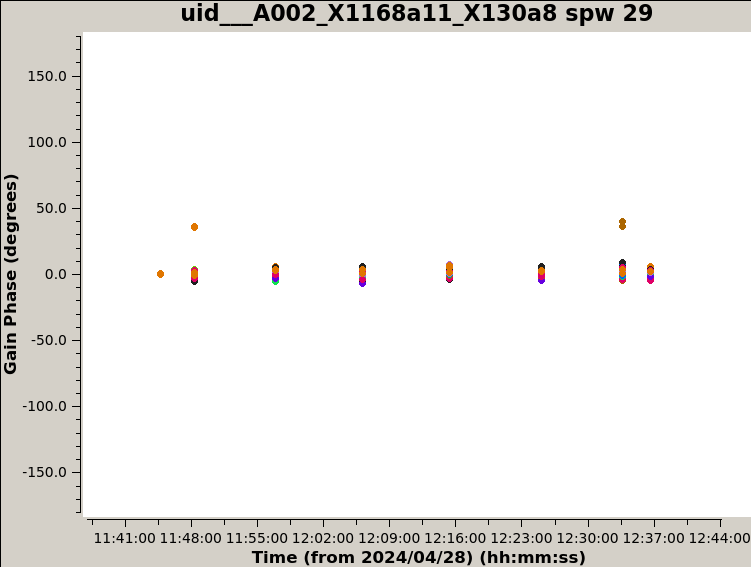 uid___A002_X1168a11_X130a8 spw 29
150.0
100.0
50.0
0.0
-50.0
-100.0
-150.0
Gain Phase (degrees)
11:41:00 11:48:00 11:55:00 12:02:00 12:09:00 12:16:00 12:23:00 12:30:00 12:37:00 12:44:00
Time (from 2024/04/28) (hh:mm:ss)